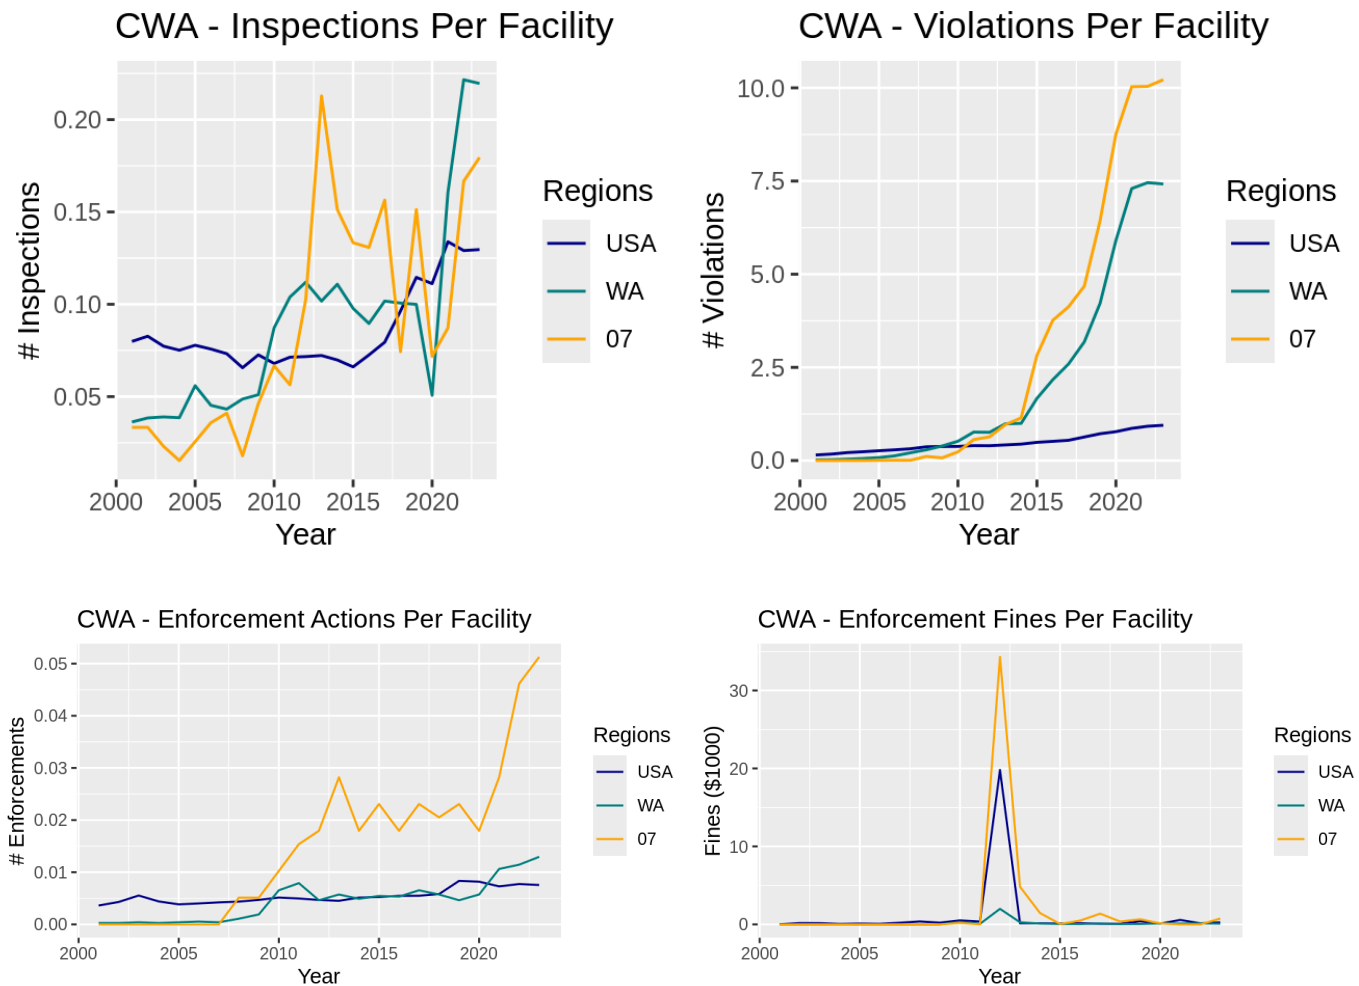 CWA - Inspections Per Facility
# Inspections
0.20
0.15
0.10
0.05
2000 2005 2010 2015 2020
Year
Regions
USA
WA
07
CWA - Violations Per Facility
# Violations
10.0
7.5
5.0
2.5
0.0
2000 2005 2010 2015 2020
Year
Regions
USA
WA
07
CWA - Enforcement Actions Per Facility
# Enforcements
0.05
0.04
0.03
0.02
0.01
0.00
2000 2005 2010 2015 2020
Year
Regions
USA
WA
07
CWA - Enforcement Fines Per Facility
Fines ($1000)
30
20
10
0
2000 2005 2010 2015 2020
Year
Regions
USA
WA
07